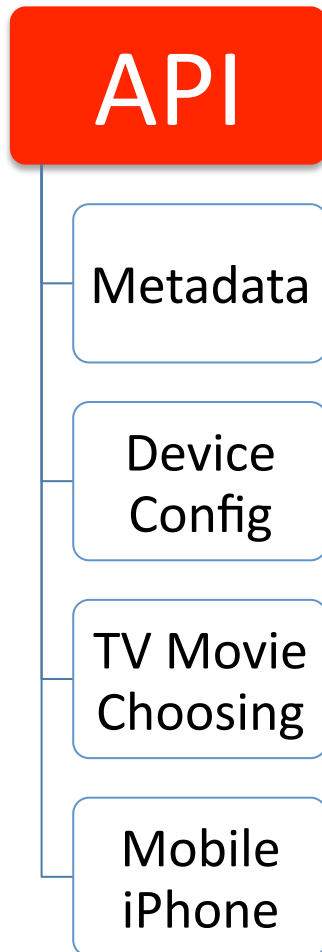 API
Metadata
Device
Config
TV Movie
Choosing
Mobile
iPhone